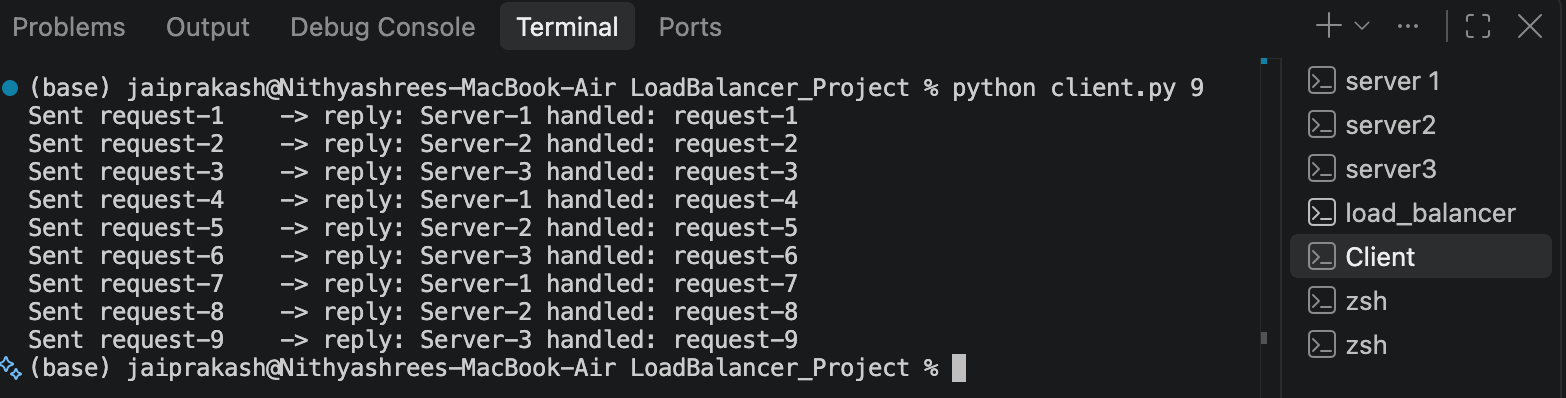 Problems Output Debug Console Terminal Ports
(base) jaiprakash@Nithyashrees-MacBook-Air LoadBalancer_Project % python client.py 9
Sent request-1    -> reply: Server-1 handled: request-1
Sent request-2    -> reply: Server-2 handled: request-2
Sent request-3    -> reply: Server-3 handled: request-3
Sent request-4    -> reply: Server-1 handled: request-4
Sent request-5    -> reply: Server-2 handled: request-5
Sent request-6    -> reply: Server-3 handled: request-6
Sent request-7    -> reply: Server-1 handled: request-7
Sent request-8    -> reply: Server-2 handled: request-8
Sent request-9    -> reply: Server-3 handled: request-9
(base) jaiprakash@Nithyashrees-MacBook-Air LoadBalancer_Project %
server 1
server2
server3
load_balancer
Client
zsh
zsh